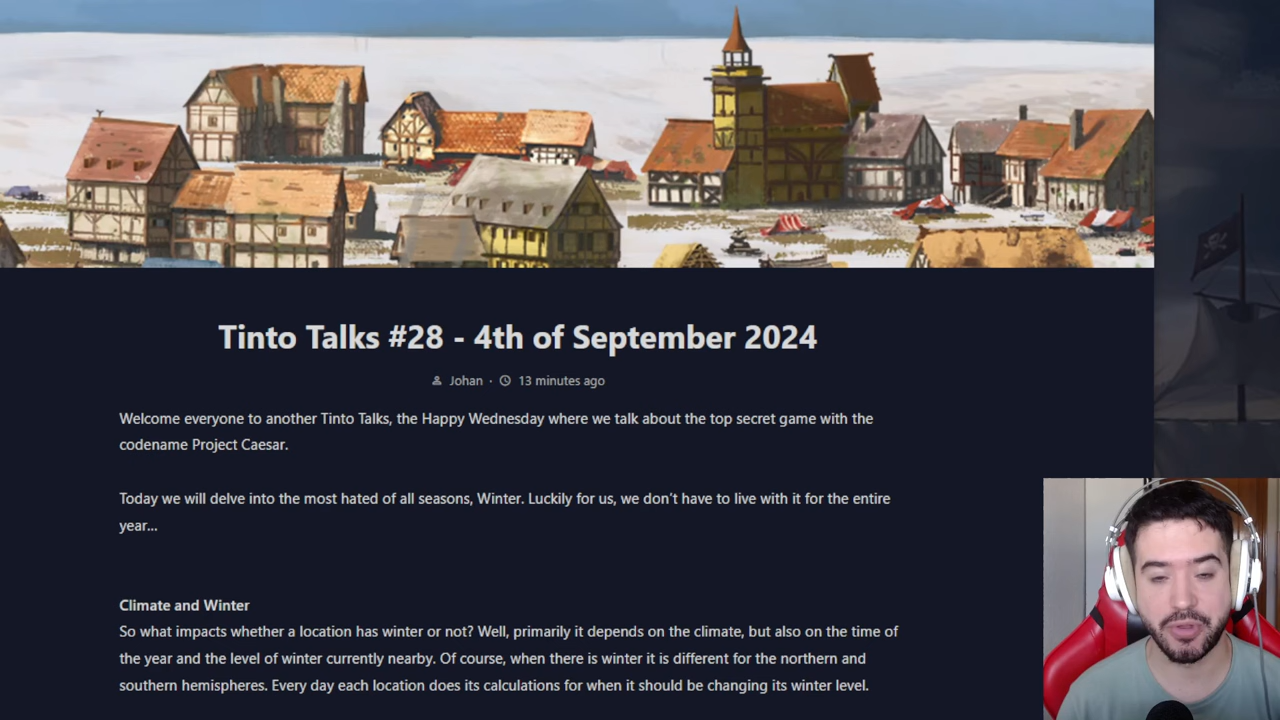 Tinto Talks #28 - 4th of September 2024
Johan · 13 minutes ago
Welcome everyone to another Tinto Talks, the Happy Wednesday where we talk about the top secret game with the
codename Project Caesar.
Today we will delve into the most hated of all seasons, Winter. Luckily for us, we don't have to live with it for the entire
year...
Climate and Winter
So what impacts whether a location has winter or not? Well, primarily it depends on the climate, but also on the time of
the year and the level of winter currently nearby. Of course, when there is winter it is different for the northern and
southern hemispheres. Every day each location does its calculations for when it should be changing its winter level.